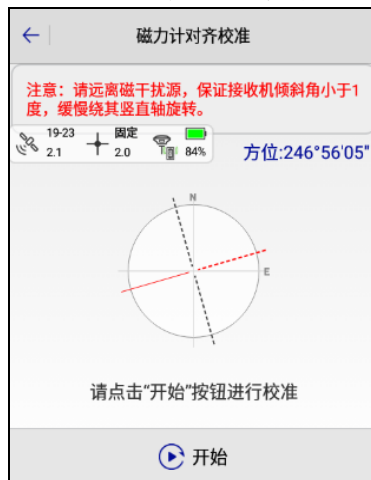 磁力计对齐校准
注意：请远离磁干扰源，保证接收机倾斜角小于1
度，缓慢绕其竖直轴旋转。
19-23 固定
2.1 2.0 84%
方位:246°56'05"
N
E
请点击“开始”按钮进行校准
开始